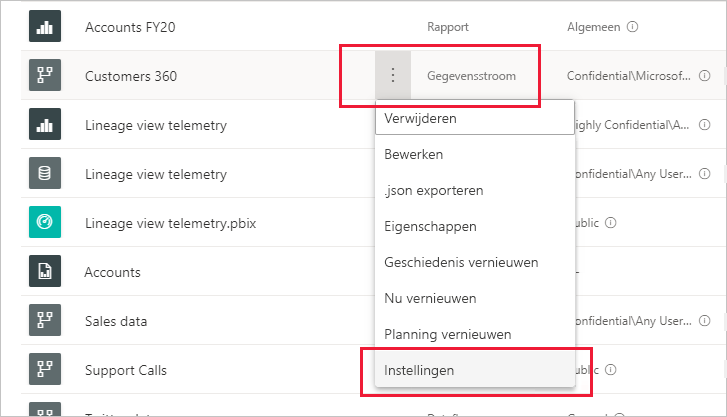 Accounts FY20 Rapport Algemeen
Customers 360 Gegevensstroom Confidential\Microsof...
Lineage view telemetry ighly Confidential\A...
Verwijderen
Bewerken
.json exporteren
Eigenschappen
Geschiedenis vernieuwen
Nu vernieuwen
Planning vernieuwen
Instellingen
Lineage view telemetry onfidential\Any User...
Lineage view telemetry.pbix ublic
Accounts -
Sales data onfidential\Any User...
Support Calls ublic